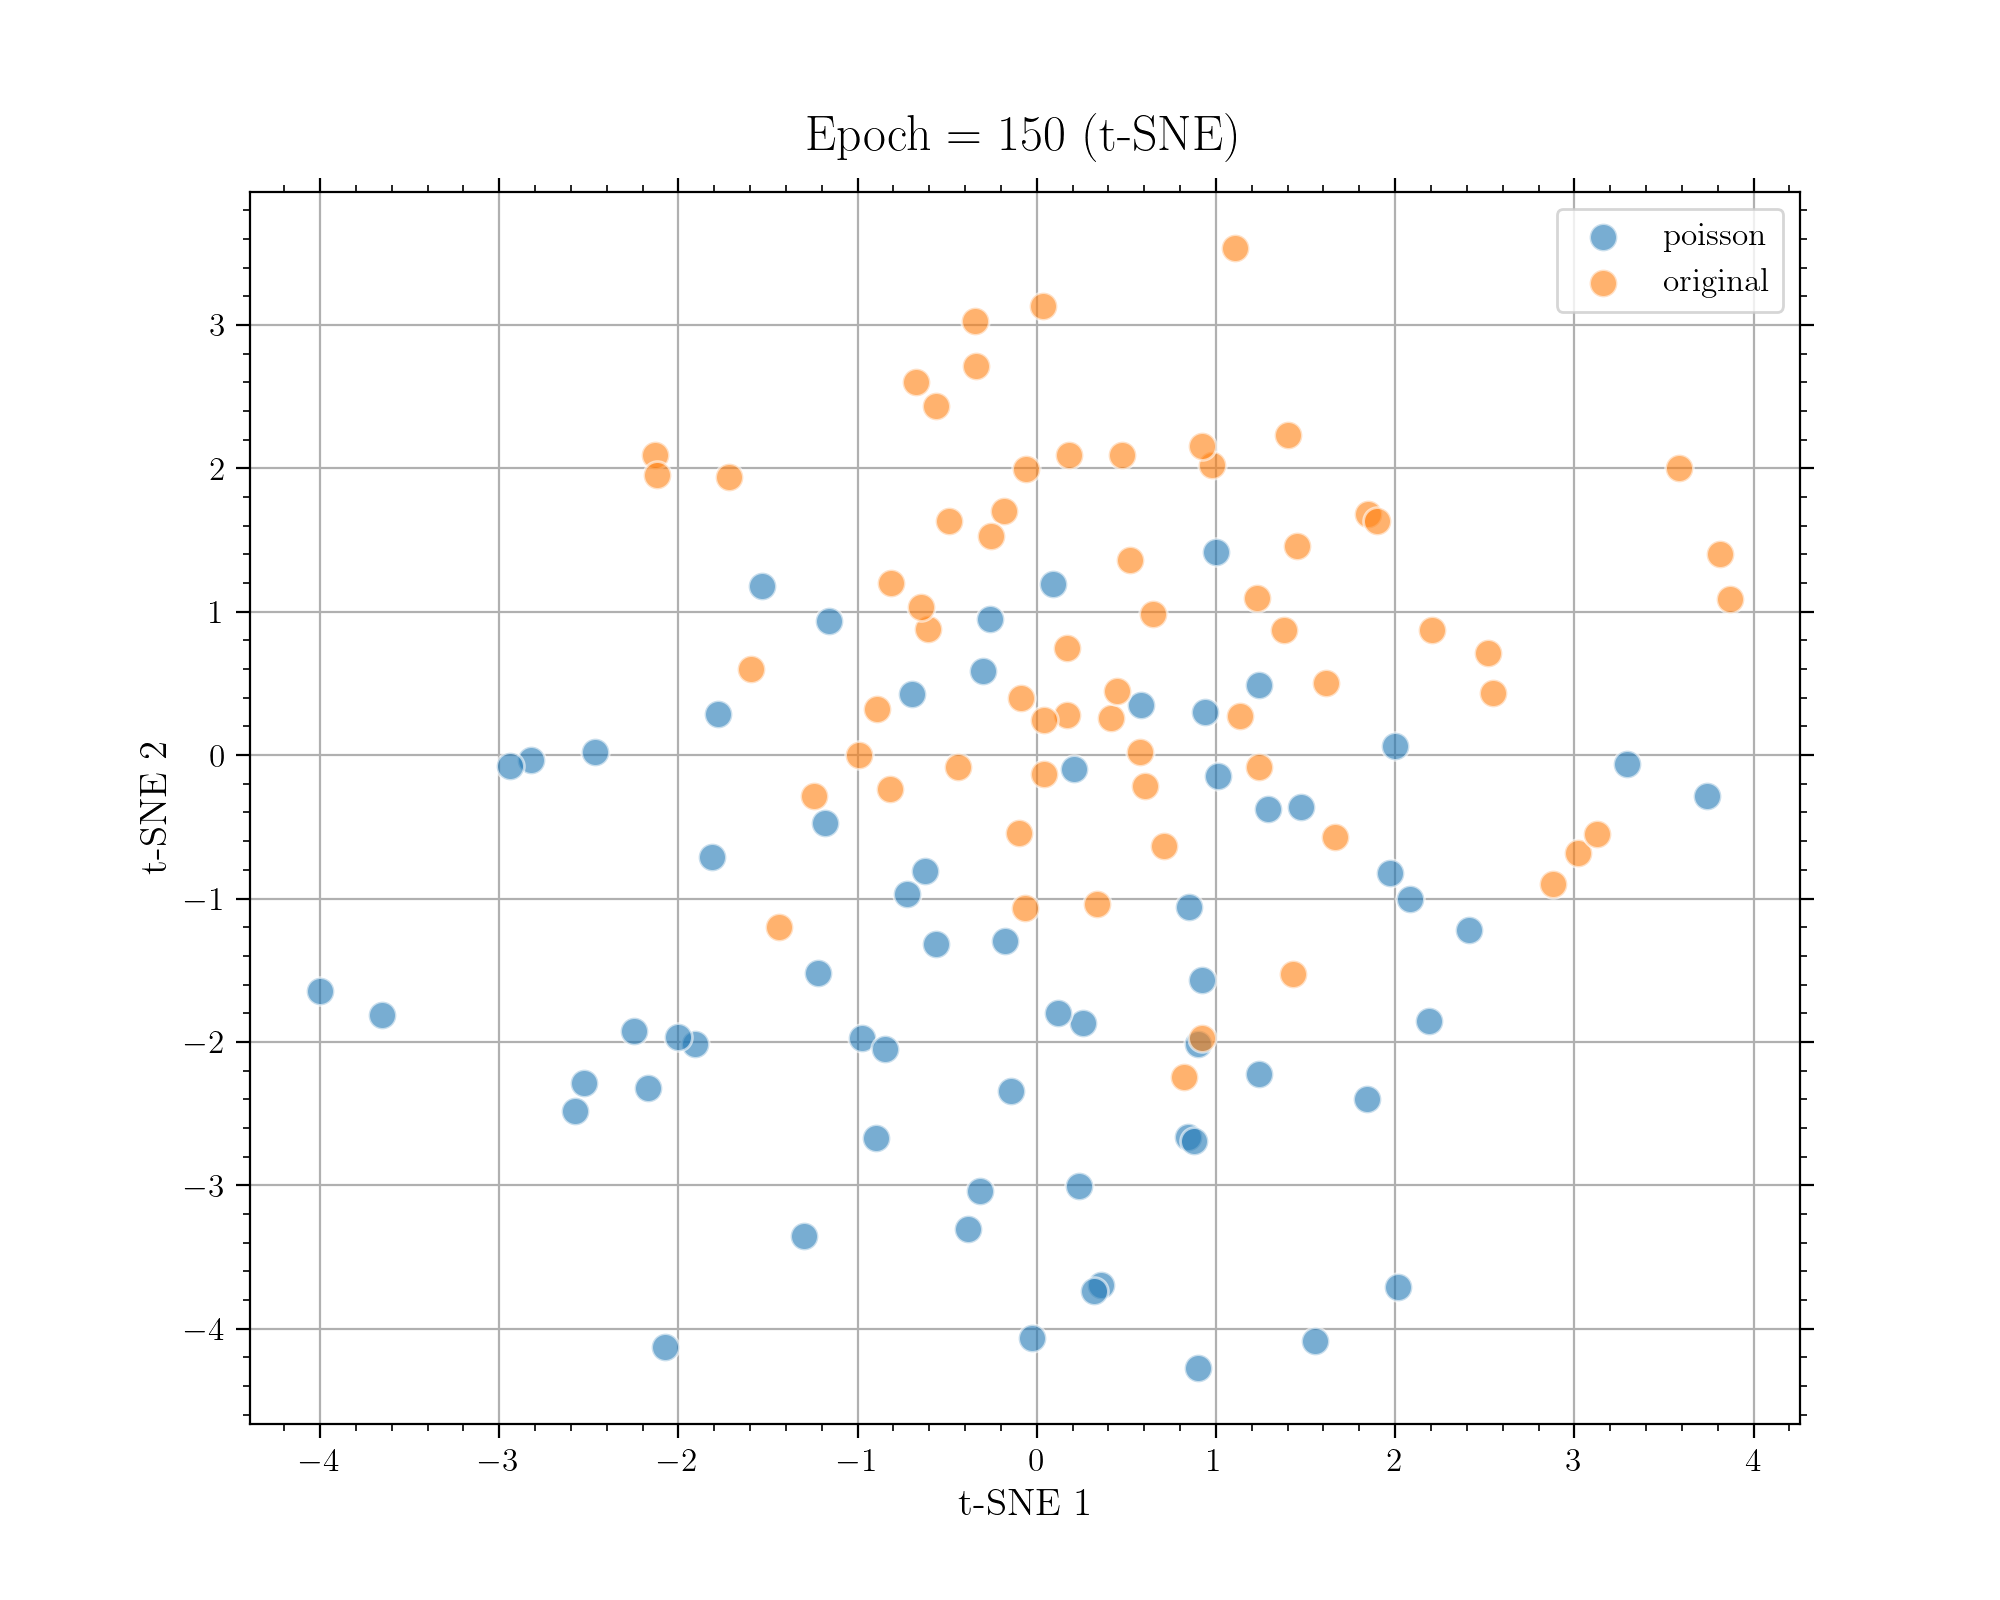 Epoch = 150 (t-SNE)
poisson
original
3
2
1
0
−1
−2
−3
−4
t-SNE 2
−4 −3 −2 −1 0 1 2 3 4
t-SNE 1